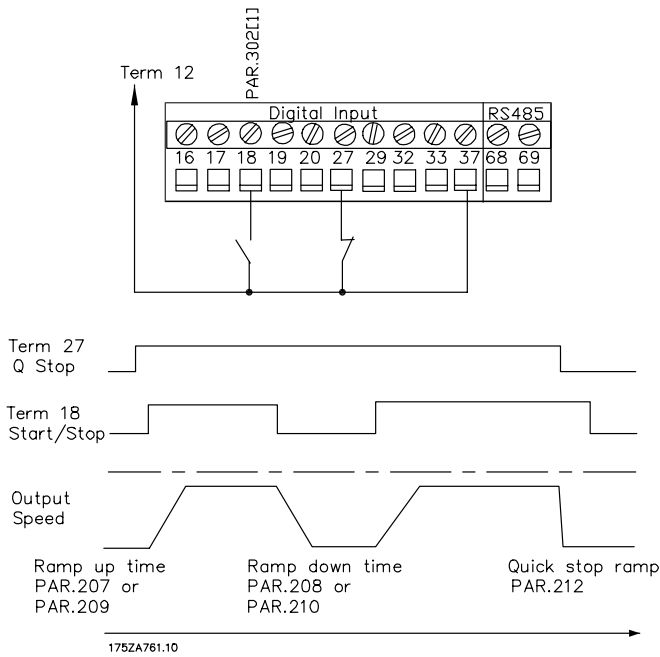 PAR.302[1]
Term 12
Digital Input RS485
16 17 18 19 20 27 29 32 33 37 68 69
Term 27
Q Stop
Term 18
Start/Stop
Output
Speed
Ramp up time
PAR.207 or
PAR.209
Ramp down time
PAR.208 or
PAR.210
Quick stop ramp
PAR.212
175ZA761.10